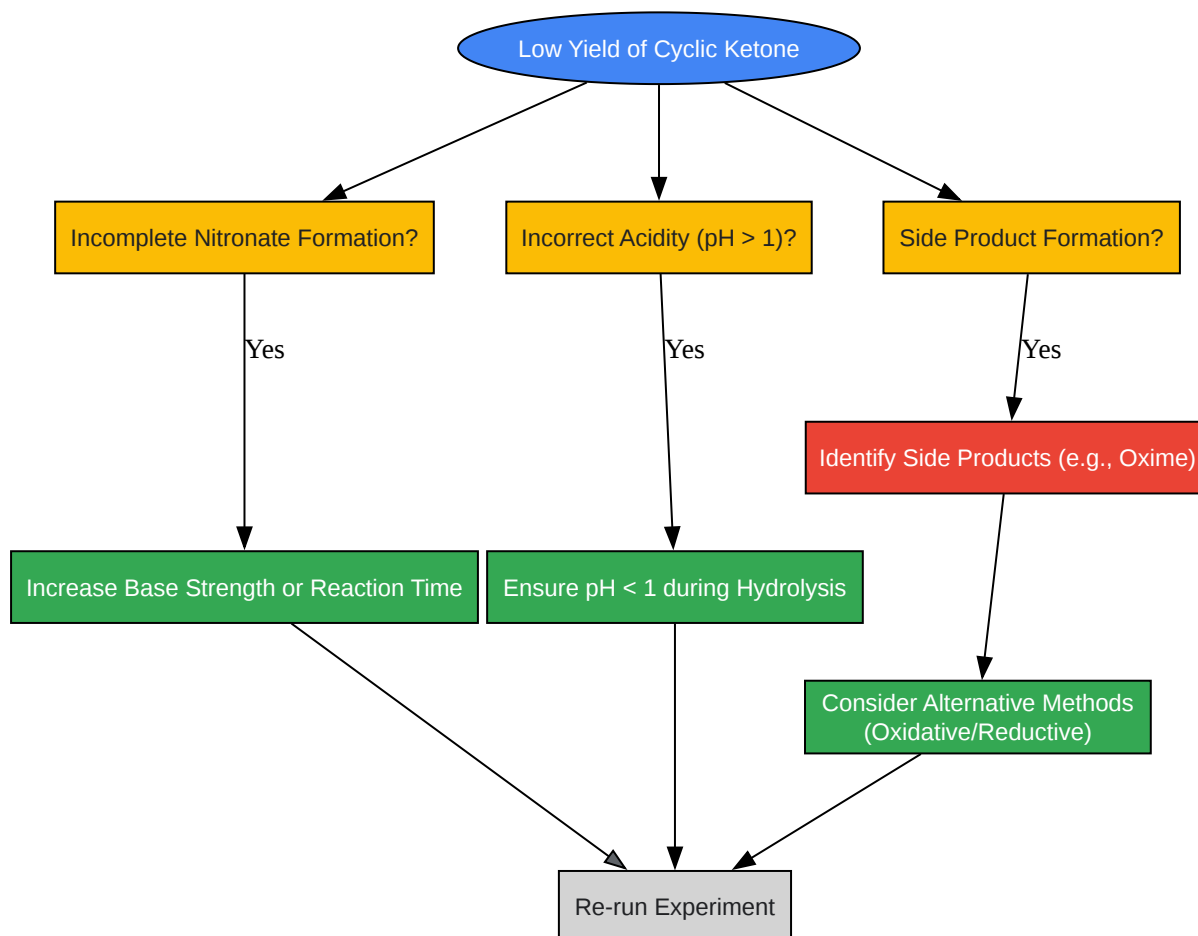 Low Yield of Cyclic Ketone
Incomplete Nitronate Formation?
Incorrect Acidity (pH > 1)?
Side Product Formation?
Yes
Yes
Yes
Identify Side Products (e.g., Oxime)
Increase Base Strength or Reaction Time
Ensure pH < 1 during Hydrolysis
Consider Alternative Methods
(Oxidative/Reductive)
Re-run Experiment